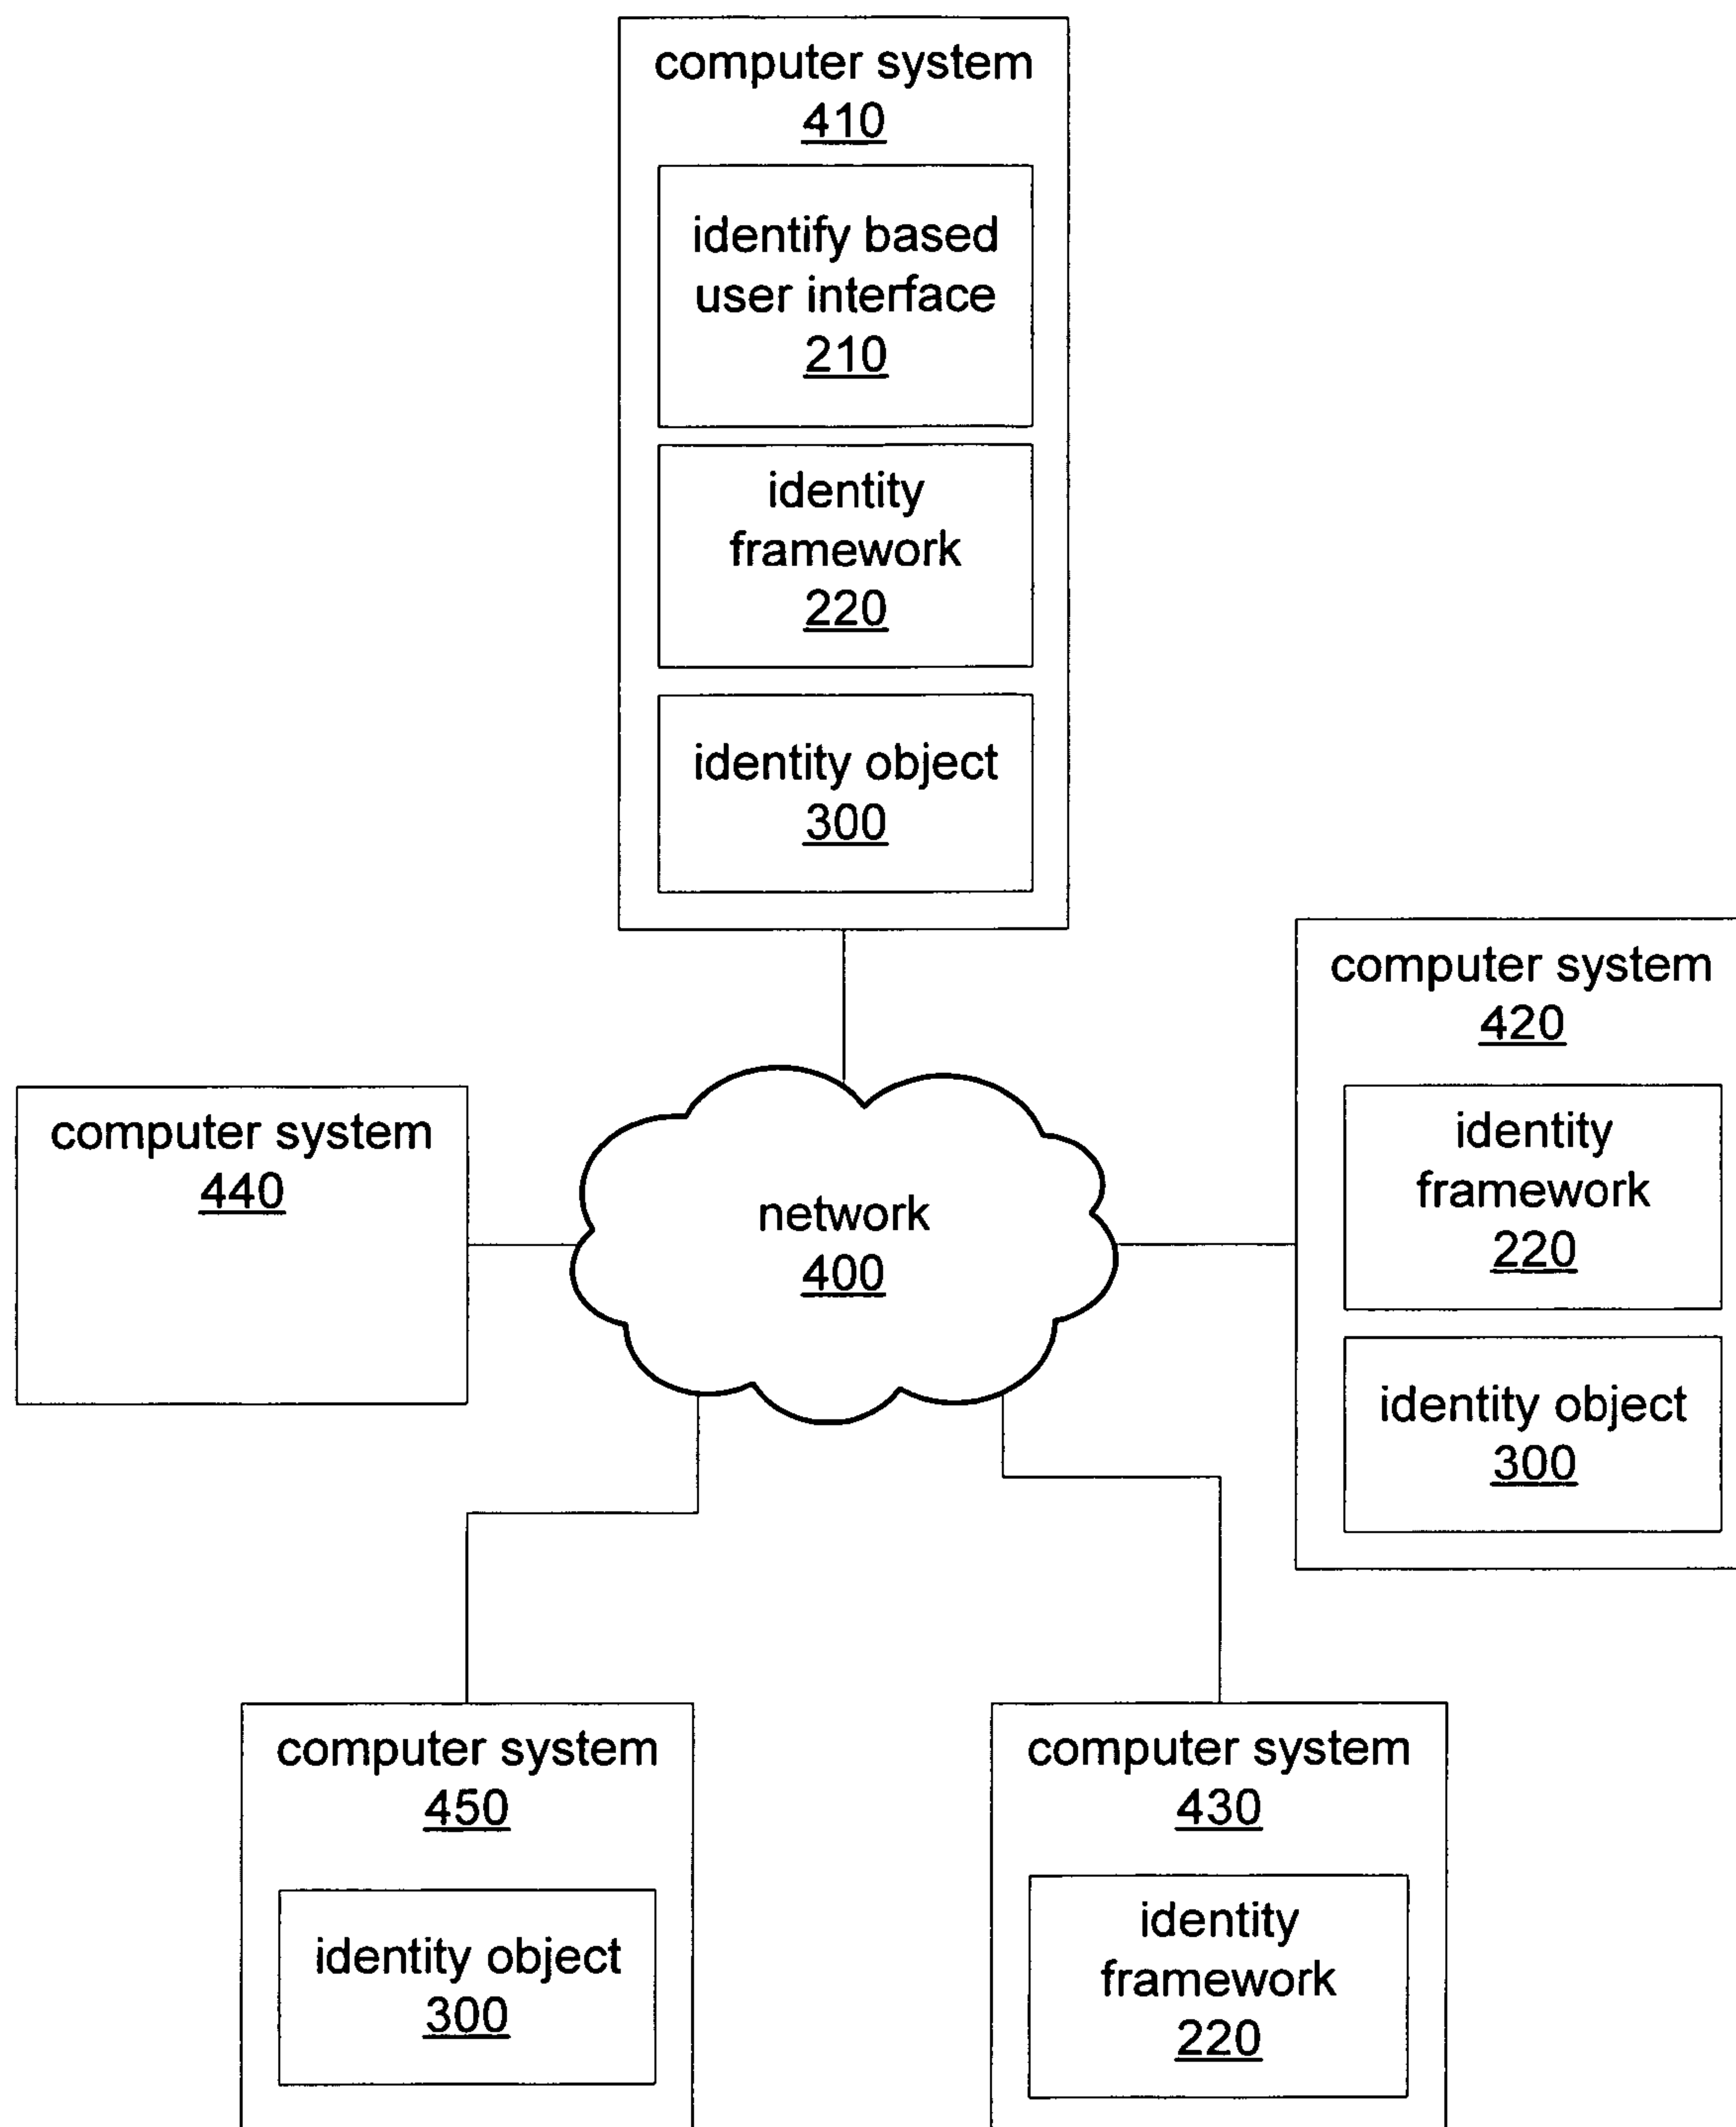 computer system
410
identify based
user interface
210
identity
framework
220
identity object
300
computer system
420
identity
framework
220
identity object
300
computer system
440
network
400
computer system
450
identity object
300
computer system
430
identity
framework
220